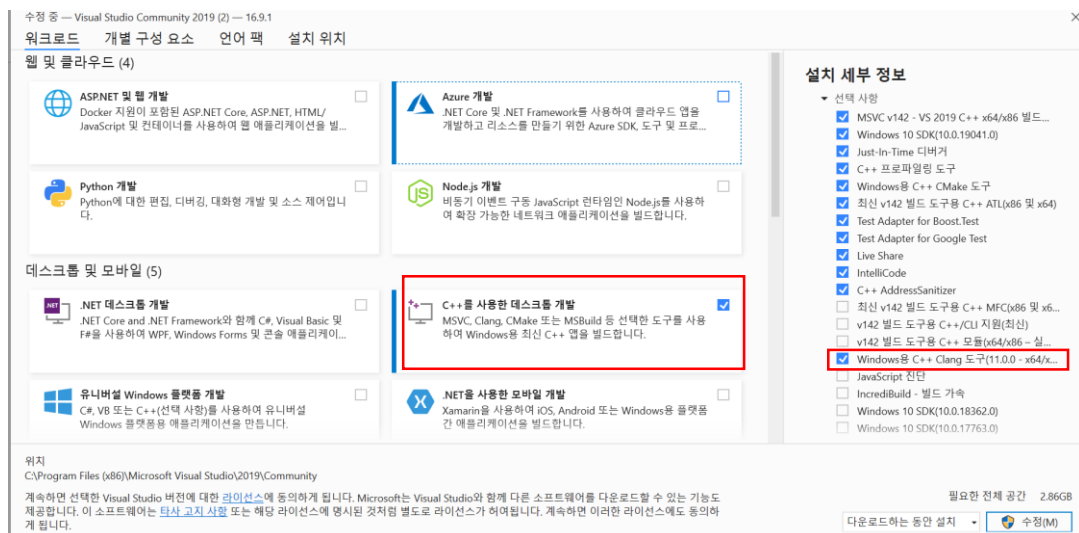 수정 중 — Visual Studio Community 2019 (2) — 16.9.1
워크로드 개별 구성 요소 언어 팩 설치 위치
웹 및 클라우드 (4)
ASP.NET 및 웹 개발
Docker 지원이 포함된 ASP.NET Core, ASP.NET, HTML/
JavaScript 및 컨테이너를 사용하여 웹 애플리케이션을 빌...
Azure 개발
.NET Core 및 .NET Framework를 사용하여 클라우드 앱을
개발하고 리소스를 만들기 위한 Azure SDK, 도구 및 프로...
Python 개발
Python에 대한 편집, 디버깅, 대화형 개발 및 소스 제어입니
다.
Node.js 개발
비동기 이벤트 구동 JavaScript 런타임인 Node.js를 사용하
여 확장 가능한 네트워크 애플리케이션을 빌드합니다.
데스크톱 및 모바일 (5)
.NET 데스크톱 개발
.NET Core and .NET Framework와 함께 C#, Visual Basic 및
F#을 사용하여 WPF, Windows Forms 및 콘솔 애플리케이...
C++를 사용한 데스크톱 개발
MSVC, Clang, CMake 또는 MSBuild 등 선택한 도구를 사용
하여 Windows용 최신 C++ 앱을 빌드합니다.
유니버설 Windows 플랫폼 개발
C#, VB 또는 C++(선택 사항)를 사용하여 유니버설
Windows 플랫폼용 애플리케이션을 만듭니다.
.NET을 사용한 모바일 개발
Xamarin을 사용하여 iOS, Android 또는 Windows용 플랫폼
간 애플리케이션을 빌드합니다.
설치 세부 정보
선택 사항
MSVC v142 - VS 2019 C++ x64/x86 빌드...
Windows 10 SDK(10.0.19041.0)
Just-In-Time 디버거
C++ 프로파일링 도구
Windows용 C++ CMake 도구
최신 v142 빌드 도구용 C++ ATL(x86 및 x64)
Test Adapter for Boost.Test
Test Adapter for Google Test
Live Share
IntelliCode
C++ AddressSanitizer
최신 v142 빌드 도구용 C++ MFC(x86 및 x6...
v142 빌드 도구용 C++/CLI 지원(최신)
v142 빌드 도구용 C++ 모듈(x64/x86 – 실...
Windows용 C++ Clang 도구(11.0.0 - x64/x...
JavaScript 진단
IncrediBuild - 빌드 가속
Windows 10 SDK(10.0.18362.0)
Windows 10 SDK(10.0.17763.0)
위치
C:\Program Files (x86)\Microsoft Visual Studio\2019\Community
계속하면 선택한 Visual Studio 버전에 대한 라이선스에 동의하게 됩니다. Microsoft는 Visual Studio와 함께 다른 소프트웨어를 다운로드할 수 있는 기능도
제공합니다. 이 소프트웨어는 타사 고지 사항 또는 해당 라이선스에 명시된 것처럼 별도로 라이선스가 허여됩니다. 계속하면 이러한 라이선스에도 동의하
게 됩니다.
필요한 전체 공간 2.86GB
다운로드하는 동안 설치
수정(M)